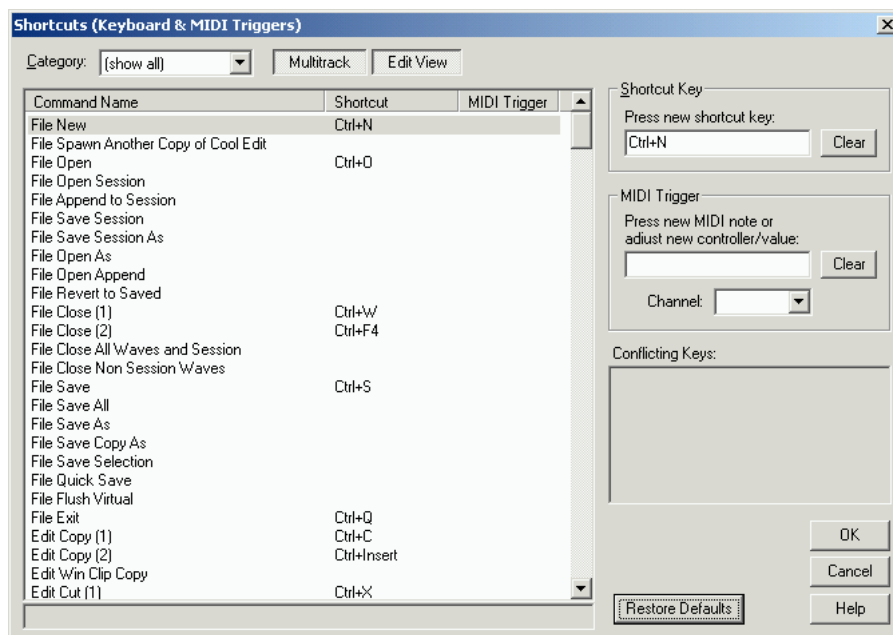 Shortcuts (Keyboard & MIDI Triggers)
Category: (show all) Multitrack Edit View
Command Name Shortcut MIDI Trigger
File New Ctrl+N
File Spawn Another Copy of Cool Edit
File Open Ctrl+O
File Open Session
File Append to Session
File Save Session
File Save Session As
File Open As
File Open Append
File Revert to Saved
File Close (1) Ctrl+W
File Close (2) Ctrl+F4
File Close All Waves and Session
File Close Non Session Waves
File Save Ctrl+S
File Save All
File Save As
File Save Copy As
File Save Selection
File Quick Save
File Flush Virtual
File Exit Ctrl+Q
Edit Copy (1) Ctrl+C
Edit Copy (2) Ctrl+Insert
Edit Win Clip Copy
Edit Cut (1) Ctrl+X
Shortcut Key
Press new shortcut key:
Ctrl+N Clear
MIDI Trigger
Press new MIDI note or
adjust new controller/value:
Clear
Channel:
Conflicting Keys:
OK
Cancel
Restore Defaults Help